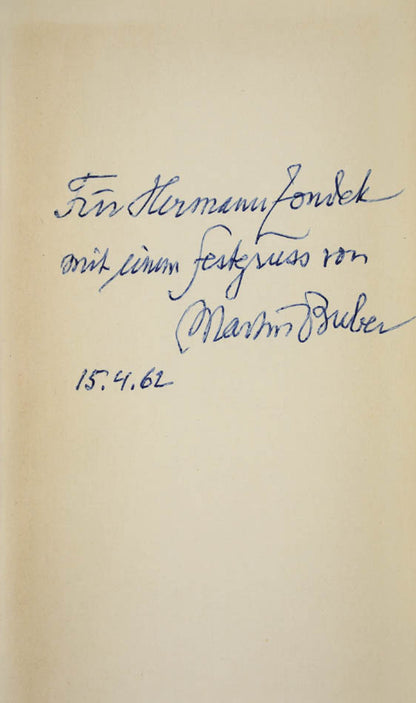 Für Hermann Zondek
mit einem Festgruss von
Martin Buber
15.4.62